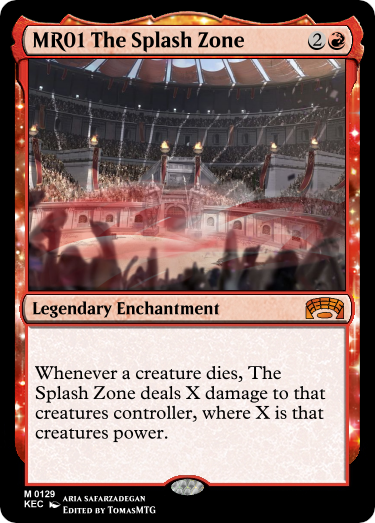 MR01 The Splash Zone 2
Legendary Enchantment
Whenever a creature dies, The
Splash Zone deals X damage to that
creatures controller, where X is that
creatures power.
M 0129
KEC ARIA SAFARZADEGAN
EDITED BY TOMASMTG